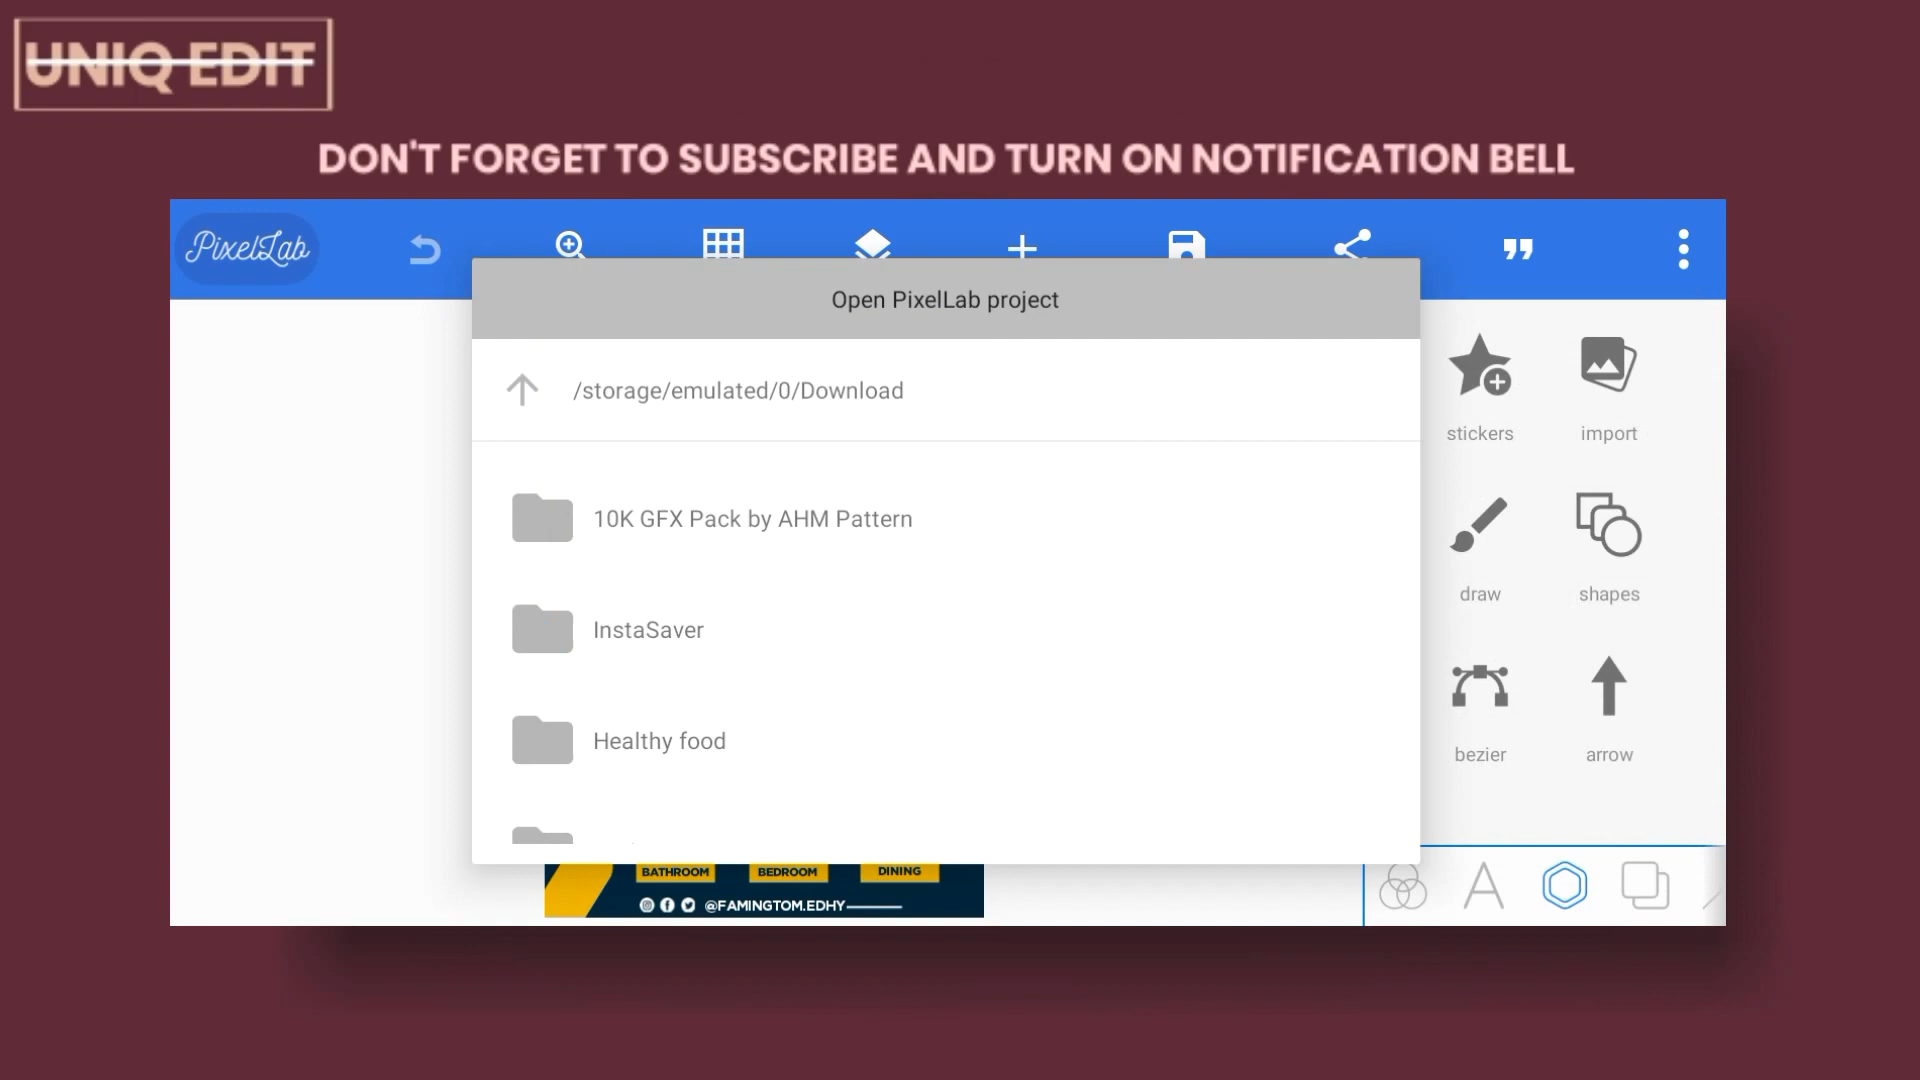 UNIQ EDIT
DON'T FORGET TO SUBSCRIBE AND TURN ON NOTIFICATION BELL
PixelLab
Open PixelLab project
/storage/emulated/0/Download
10K GFX Pack by AHM Pattern
InstaSaver
Healthy food
stickers
import
draw
shapes
bezier
arrow
BATHROOM
BEDROOM
DINING
@FAMINGTOM.EDHY